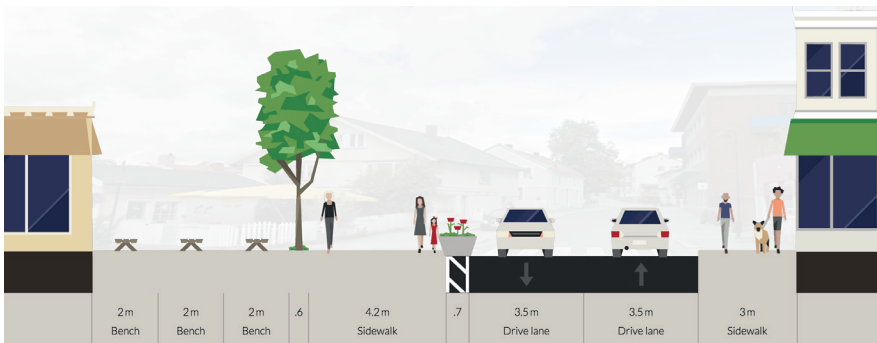 2 m
Bench
2 m
Bench
2 m
Bench
.6
4.2 m
Sidewalk
.7
3.5 m
Drive lane
3.5 m
Drive lane
3 m
Sidewalk